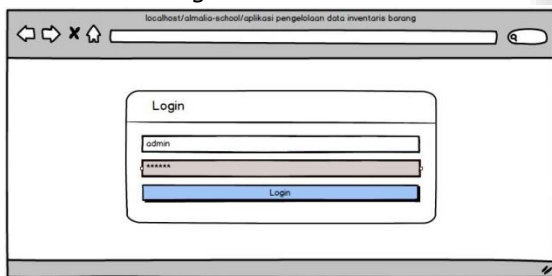 localhost/almalia-school/aplikasi pengelolaan data inventaris barang
Login
admin
******
Login